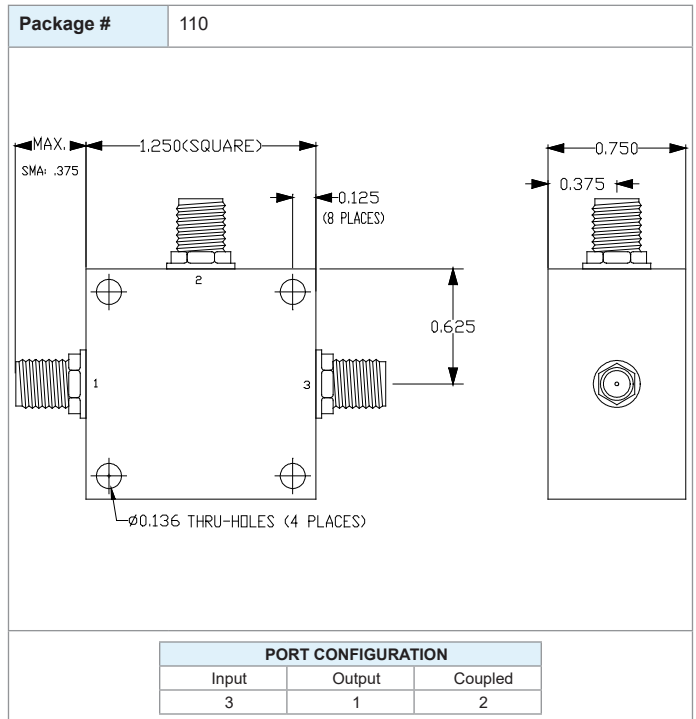 Package # 110
MAX.
1.250(SQUARE)
0.750
SMA: .375
0.125
0.375
(8 PLACES)
2
0.625
1
3
Ø0.136 THRU-HOLES (4 PLACES)
PORT CONFIGURATION
Input Output Coupled
3 1 2